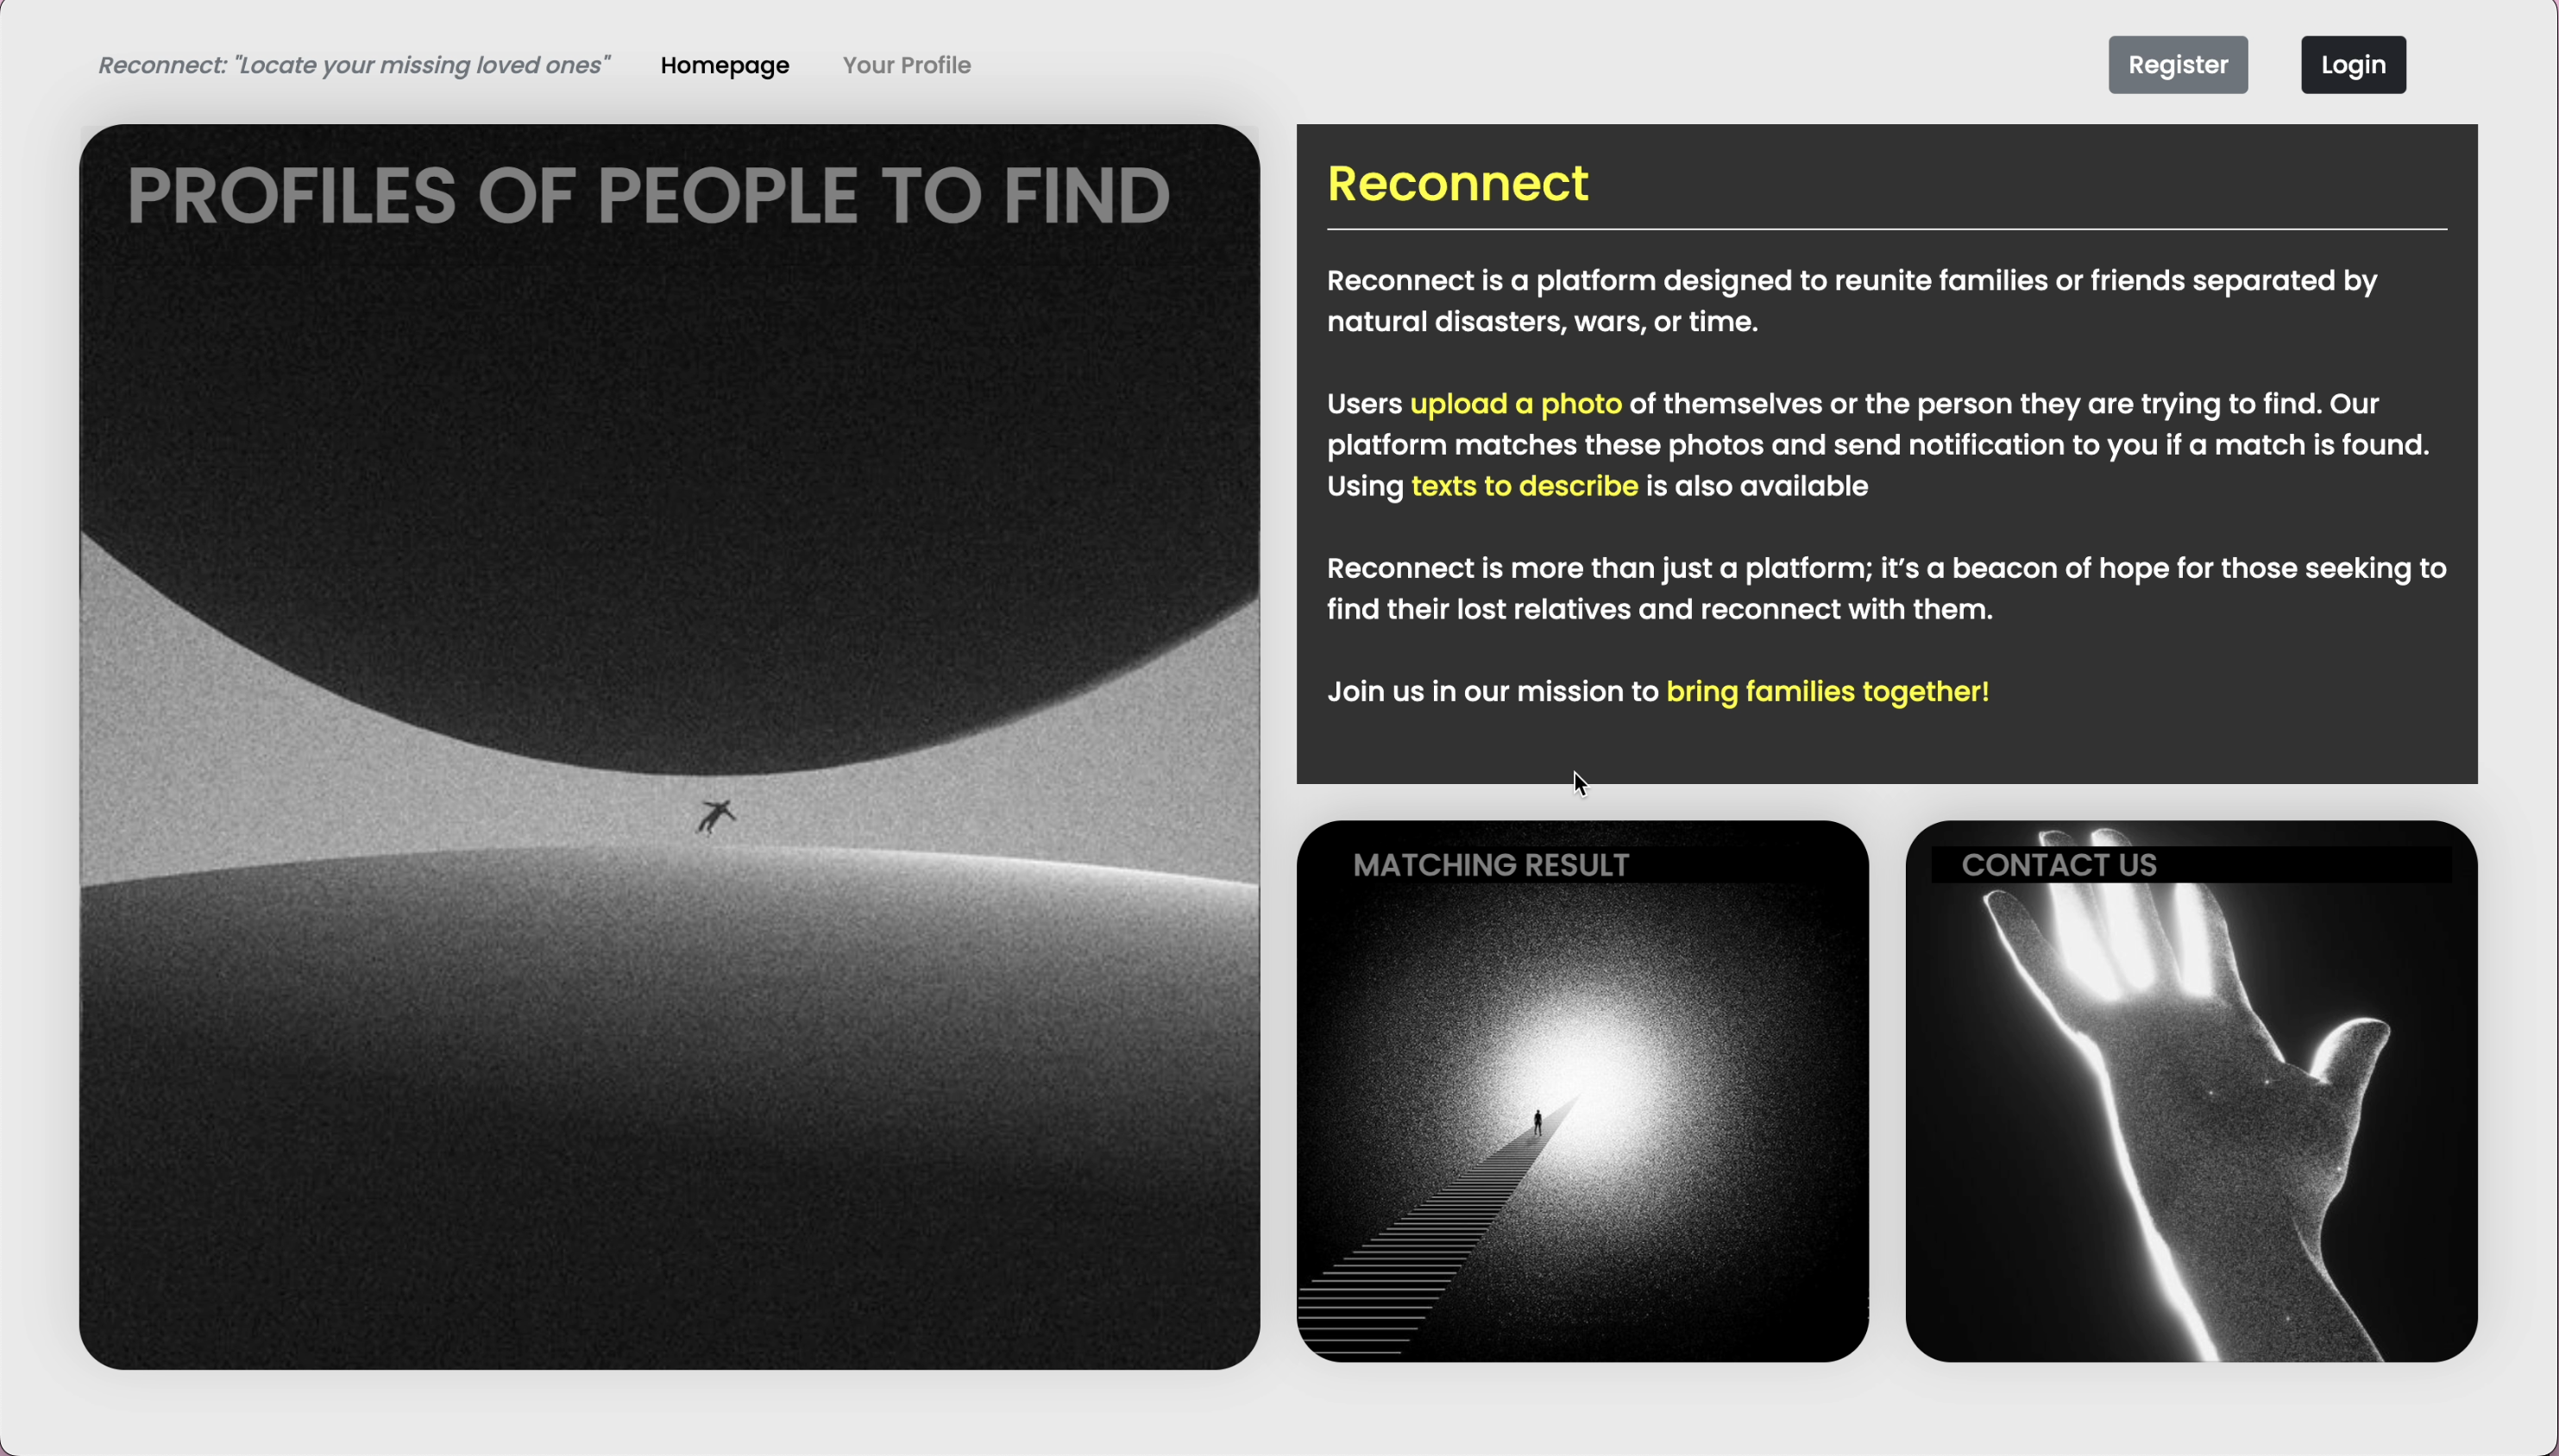 Reconnect: "Locate your missing loved ones" Homepage Your Profile Register Login
PROFILES OF PEOPLE TO FIND
Reconnect
Reconnect is a platform designed to reunite families or friends separated by
natural disasters, wars, or time.
Users upload a photo of themselves or the person they are trying to find. Our
platform matches these photos and send notification to you if a match is found.
Using texts to describe is also available
Reconnect is more than just a platform; it’s a beacon of hope for those seeking to
find their lost relatives and reconnect with them.
Join us in our mission to bring families together!
MATCHING RESULT
CONTACT US